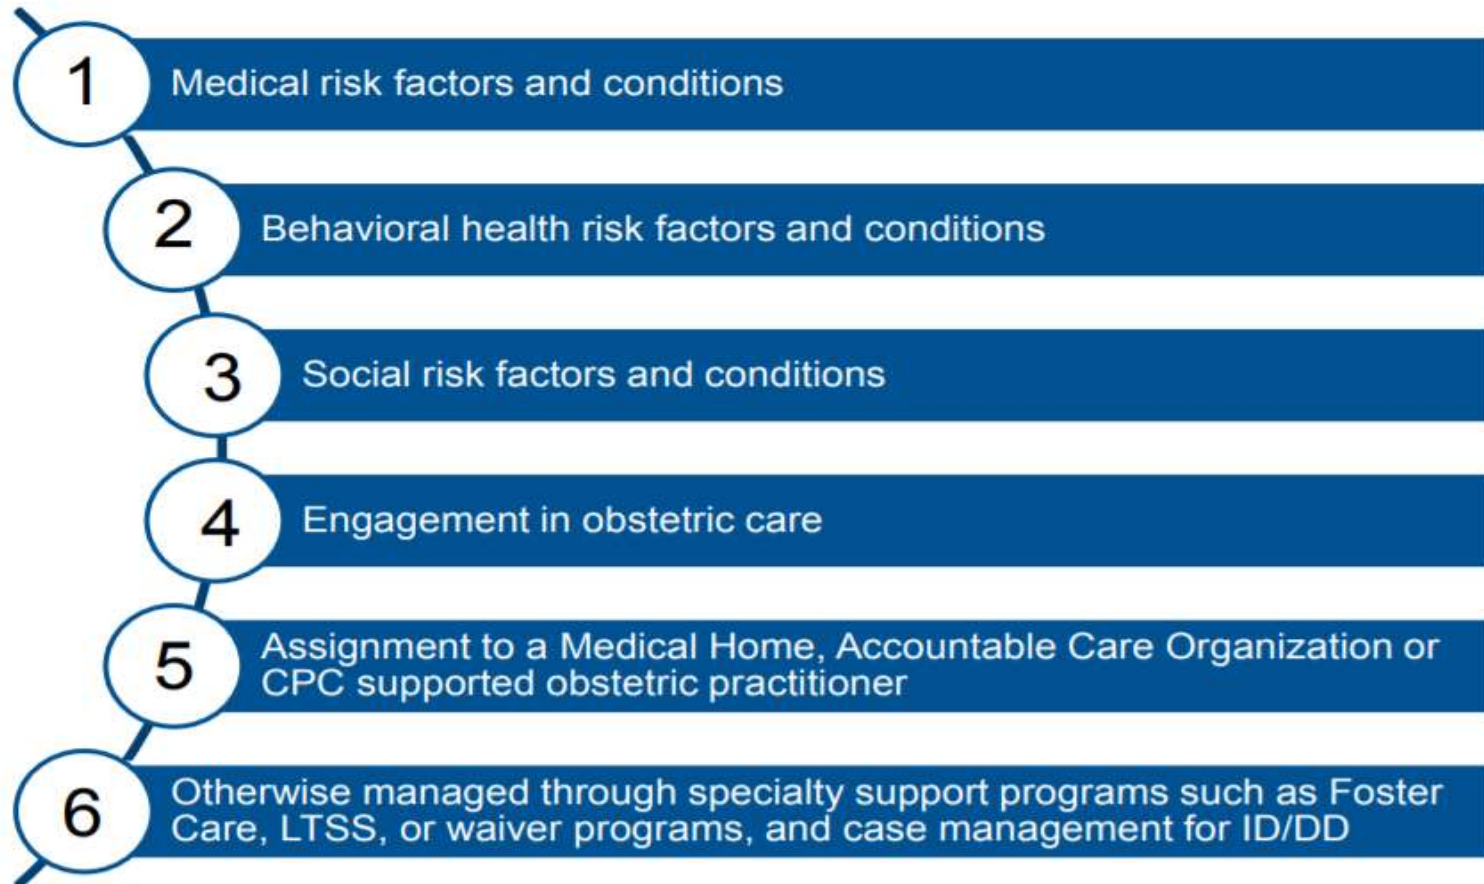 1
Medical risk factors and conditions
2
Behavioral health risk factors and conditions
3
Social risk factors and conditions
4
Engagement in obstetric care
5
Assignment to a Medical Home, Accountable Care Organization or
CPC supported obstetric practitioner
6
Otherwise managed through specialty support programs such as Foster
Care, LTSS, or waiver programs, and case management for ID/DD